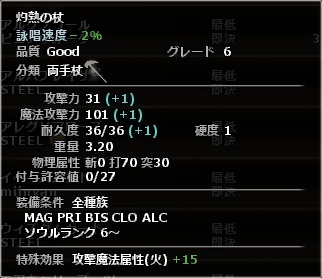 灼熱の杖
詠唱速度－2%
品質 Good グレード 6
分類 両手杖
攻撃力 31 (+1)
魔法攻撃力 101 (+1)
耐久度 36/36 (+1) 硬度 1
重量 3.20
物理属性 斬0 打70 突30
付与許容値 0/27
装備条件 全種族
MAG PRI BIS CLO ALC
ソウルランク 6～
特殊効果 攻撃魔法属性(火) +15